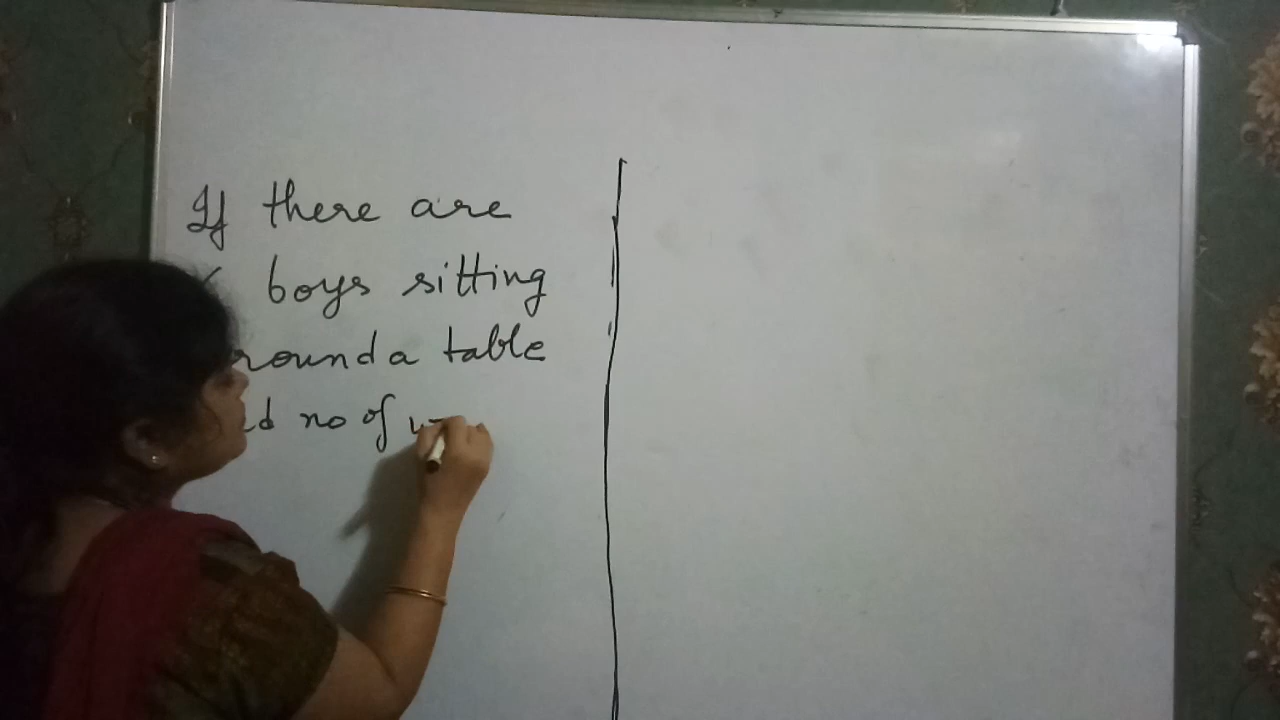 If there are
boys sitting
round a table
no of